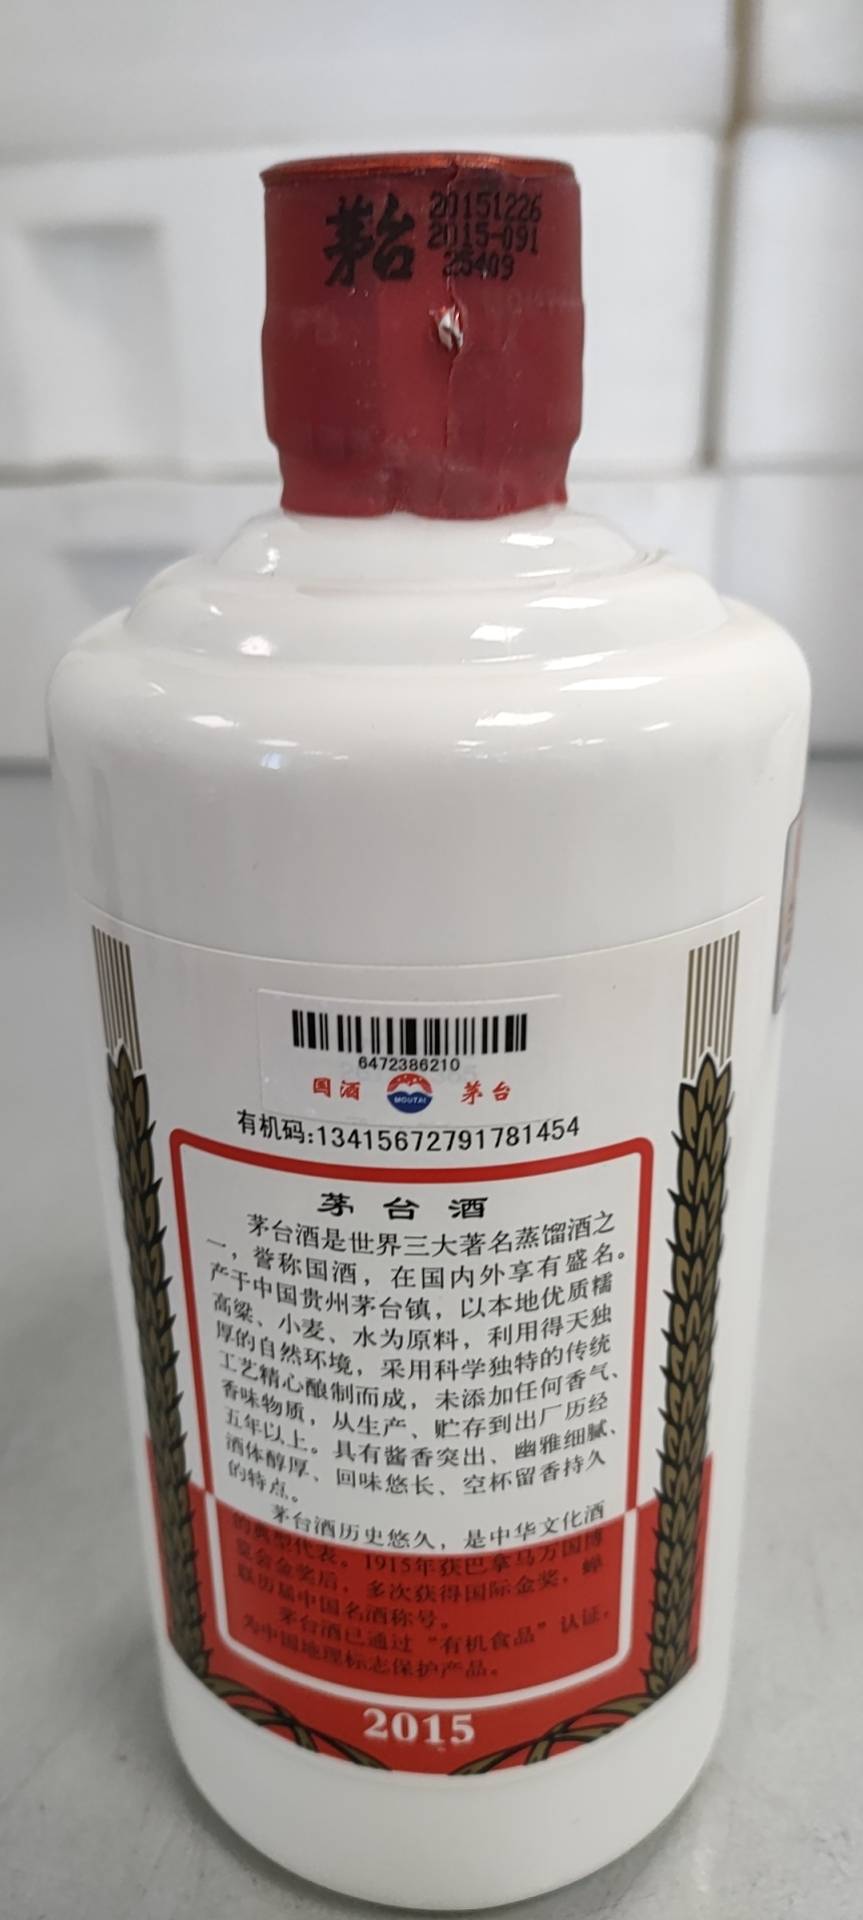 茅台
20151226
2015-091
25409
6472386210
国酒 MOUTAI 茅台
有机码:13415672791781454
茅台酒
茅台酒是世界三大著名蒸馏酒之
一，誉称国酒，在国内外享有盛名。
产于中国贵州茅台镇，以本地优质糯
高粱、小麦、水为原料，利用得天独
厚的自然环境，采用科学独特的传统
工艺精心酿制而成，未添加任何香气、
香味物质，从生产、贮存到出厂历经
五年以上。具有酱香突出、幽雅细腻、
酒体醇厚、回味悠长、空杯留香持久
的特点。
茅台酒历史悠久，是中华文化酒
的典型代表。1915年获巴拿马万国博
览会金奖后，多次获得国际金奖，蝉
联历届中国名酒称号。
茅台酒已通过“有机食品”认证，
为中国地理标志保护产品。
2015